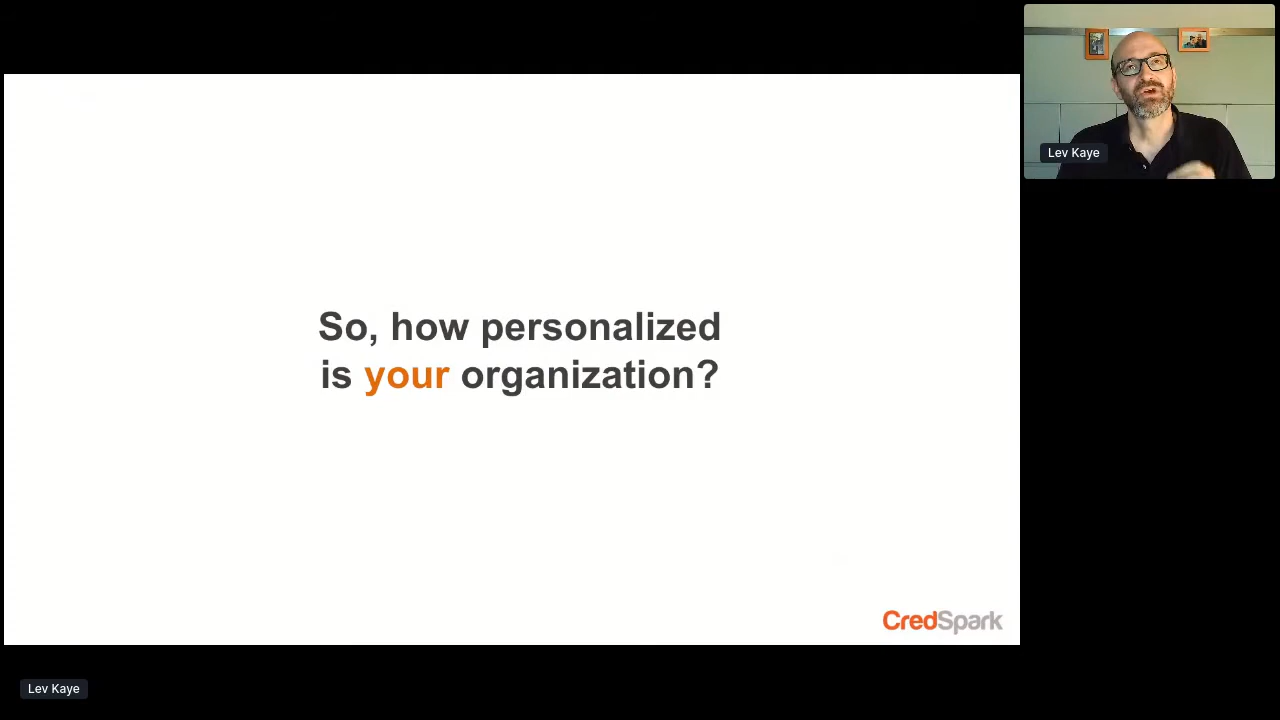 Lev Kaye
So, how personalized
is your organization?
CredSpark
Lev Kaye